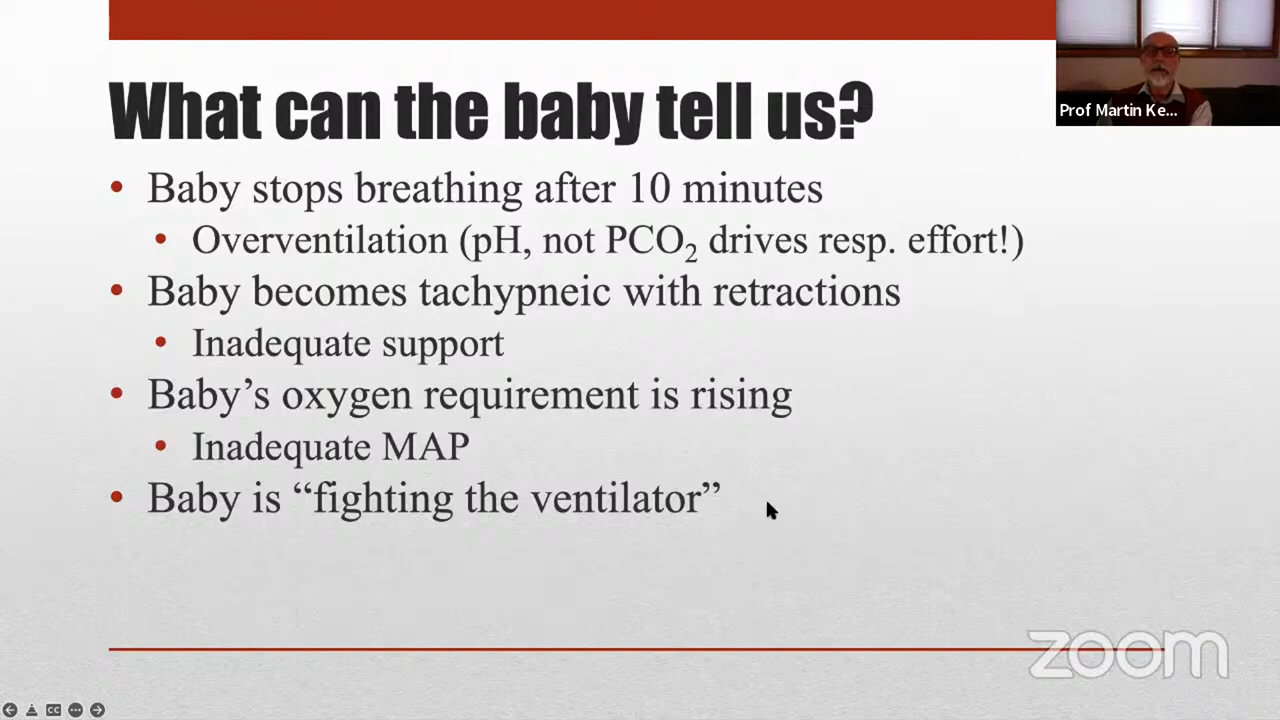 What can the baby tell us?
Prof Martin Ke...
• Baby stops breathing after 10 minutes
• Overventilation (pH, not PCO₂ drives resp. effort!)
• Baby becomes tachypneic with retractions
• Inadequate support
• Baby’s oxygen requirement is rising
• Inadequate MAP
• Baby is “fighting the ventilator”
zoom
CC